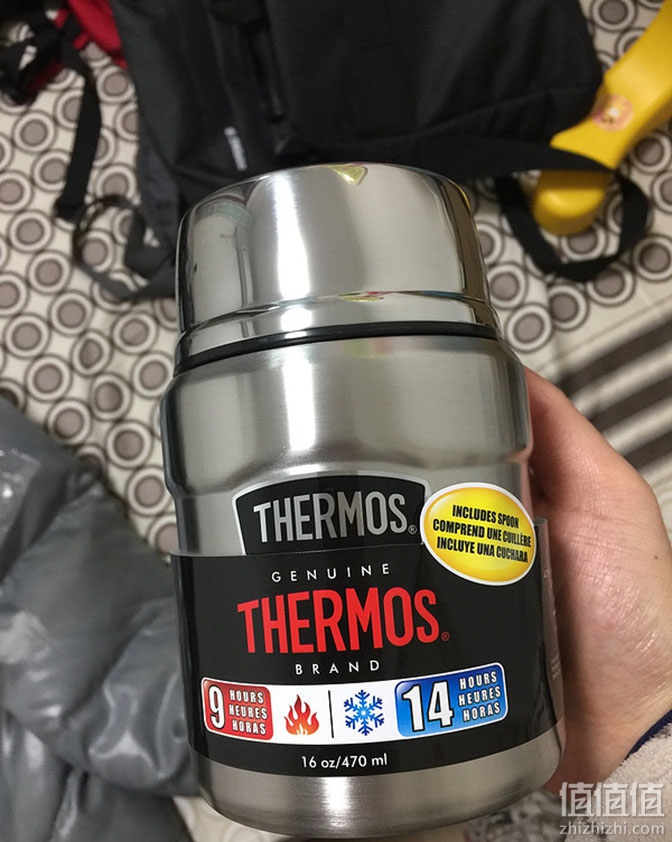 THERMOS®
INCLUDES SPOON
COMPREND UNE CUILLÈRE
INCLUYE UNA CUCHARA
GENUINE
THERMOS®
BRAND
9 HOURS
HEURES
HORAS
14 HOURS
HEURES
HORAS
16 oz/470 ml
值值值
zhizhizhi.com